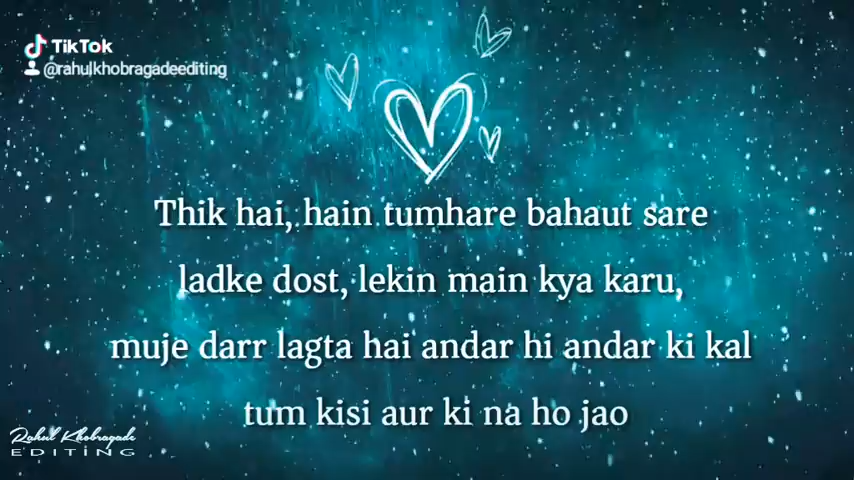 TikTok
@rahulkhobragadeediting
Thik hai, hain tumhare bahaut sare
ladke dost, lekin main kya karu,
muje darr lagta hai andar hi andar ki kal
tum kisi aur ki na ho jao
Rahul Khobragade
EDITING